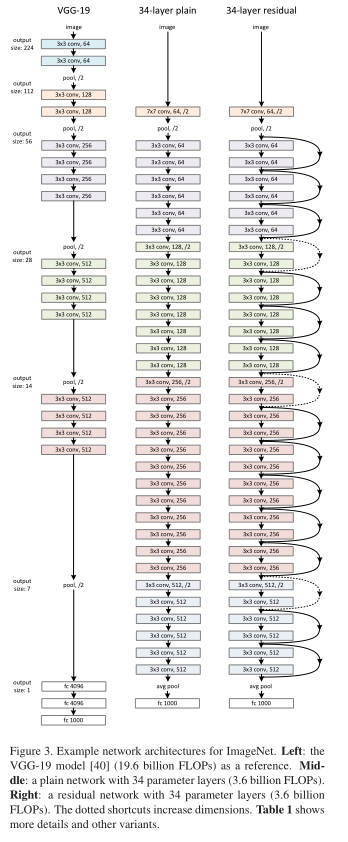 VGG-19
34-layer plain
34-layer residual
output
size: 224
output
size: 112
output
size: 56
output
size: 28
output
size: 14
output
size: 7
output
size: 1
image
3x3 conv, 64
3x3 conv, 64
pool, /2
3x3 conv, 128
3x3 conv, 128
pool, /2
3x3 conv, 256
3x3 conv, 256
3x3 conv, 256
3x3 conv, 256
pool, /2
3x3 conv, 512
3x3 conv, 512
3x3 conv, 512
3x3 conv, 512
pool, /2
3x3 conv, 512
3x3 conv, 512
3x3 conv, 512
3x3 conv, 512
pool, /2
fc 4096
fc 4096
fc 1000
image
7x7 conv, 64, /2
pool, /2
3x3 conv, 64
3x3 conv, 64
3x3 conv, 64
3x3 conv, 64
3x3 conv, 64
3x3 conv, 64
3x3 conv, 128, /2
3x3 conv, 128
3x3 conv, 128
3x3 conv, 128
3x3 conv, 128
3x3 conv, 128
3x3 conv, 128
3x3 conv, 128
3x3 conv, 256, /2
3x3 conv, 256
3x3 conv, 256
3x3 conv, 256
3x3 conv, 256
3x3 conv, 256
3x3 conv, 256
3x3 conv, 256
3x3 conv, 256
3x3 conv, 256
3x3 conv, 256
3x3 conv, 256
3x3 conv, 512, /2
3x3 conv, 512
3x3 conv, 512
3x3 conv, 512
3x3 conv, 512
3x3 conv, 512
avg pool
fc 1000
image
7x7 conv, 64, /2
pool, /2
3x3 conv, 64
3x3 conv, 64
3x3 conv, 64
3x3 conv, 64
3x3 conv, 64
3x3 conv, 64
3x3 conv, 128, /2
3x3 conv, 128
3x3 conv, 128
3x3 conv, 128
3x3 conv, 128
3x3 conv, 128
3x3 conv, 128
3x3 conv, 128
3x3 conv, 256, /2
3x3 conv, 256
3x3 conv, 256
3x3 conv, 256
3x3 conv, 256
3x3 conv, 256
3x3 conv, 256
3x3 conv, 256
3x3 conv, 256
3x3 conv, 256
3x3 conv, 256
3x3 conv, 256
3x3 conv, 512, /2
3x3 conv, 512
3x3 conv, 512
3x3 conv, 512
3x3 conv, 512
3x3 conv, 512
avg pool
fc 1000
Figure 3. Example network architectures for ImageNet. Left: the
VGG-19 model [40] (19.6 billion FLOPs) as a reference. Mid-
dle: a plain network with 34 parameter layers (3.6 billion FLOPs).
Right: a residual network with 34 parameter layers (3.6 billion
FLOPs). The dotted shortcuts increase dimensions. Table 1 shows
more details and other variants.